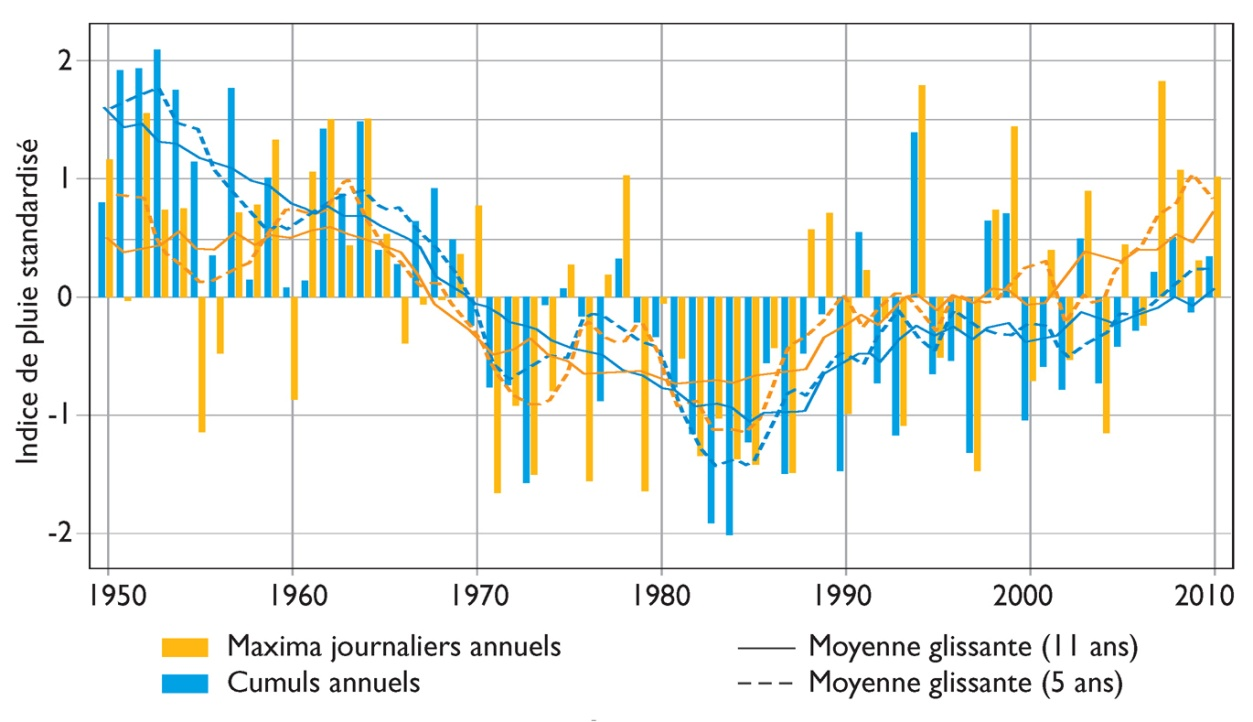 Indice de pluie standardisé
2
1
0
-1
-2
1950 1960 1970 1980 1990 2000 2010
Maxima journaliers annuels
Moyenne glissante (11 ans)
Cumuls annuels
Moyenne glissante (5 ans)